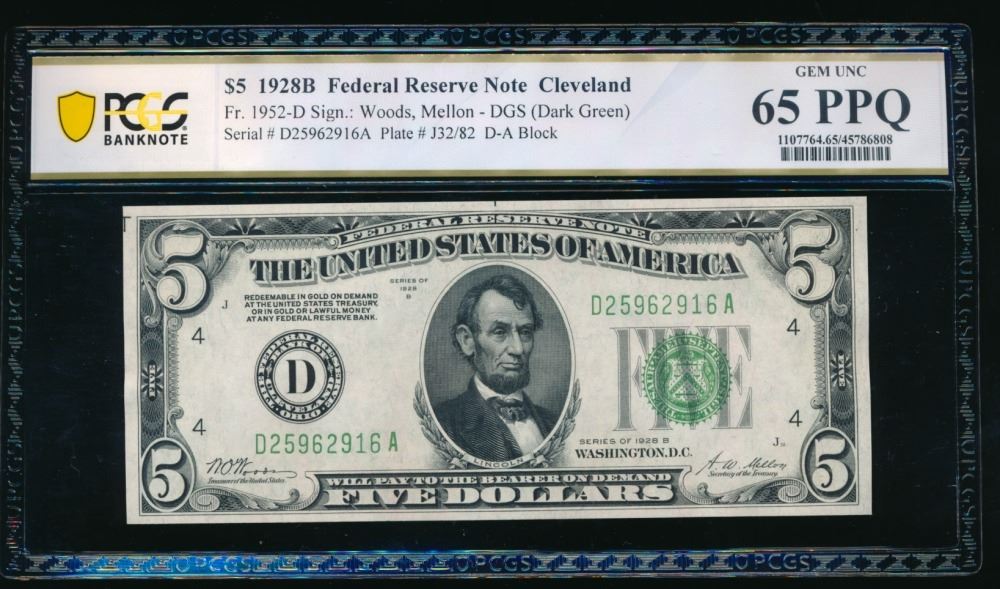 PCGS BANKNOTE
$5 1928B Federal Reserve Note Cleveland
Fr. 1952-D Sign.: Woods, Mellon - DGS (Dark Green)
Serial # D25962916A Plate # J32/82 D-A Block
GEM UNC
65 PPQ
1107764.65/45786808
FEDERAL RESERVE NOTE
THE UNITED STATES OF AMERICA
5
5
SERIES OF
1928
B
J
REDEEMABLE IN GOLD ON DEMAND
AT THE UNITED STATES TREASURY,
OR IN GOLD OR LAWFUL MONEY
AT ANY FEDERAL RESERVE BANK.
D25962916A
4
4
FIVE
FIVE
FIVE
D
4
4
D25962916A
LINCOLN
SERIES OF 1928 B
WASHINGTON, D.C.
J
W O Woods
Treasurer of the United States.
A. W. Mellon
Secretary of the Treasury.
5
5
WILL PAY TO THE BEARER ON DEMAND
FIVE DOLLARS
PCGS